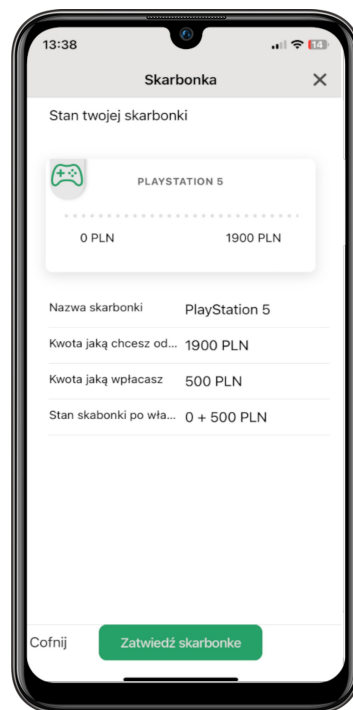 13:38
14
Skarbonka
Stan twojej skarbonki
PLAYSTATION 5
0 PLN 1900 PLN
Nazwa skarbonki PlayStation 5
Kwota jaką chcesz od... 1900 PLN
Kwota jaką wpłacasz 500 PLN
Stan skabonki po wła... 0 + 500 PLN
Cofnij Zatwiedź skarbonke